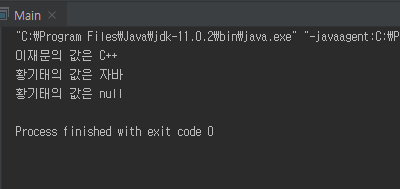 Main
"C:₩Program Files₩Java₩jdk-11.0.2₩bin₩java.exe" "-javaagent:C:₩P
이재문의 값은 C++
황기태의 값은 자바
황기태의 값은 null
Process finished with exit code 0